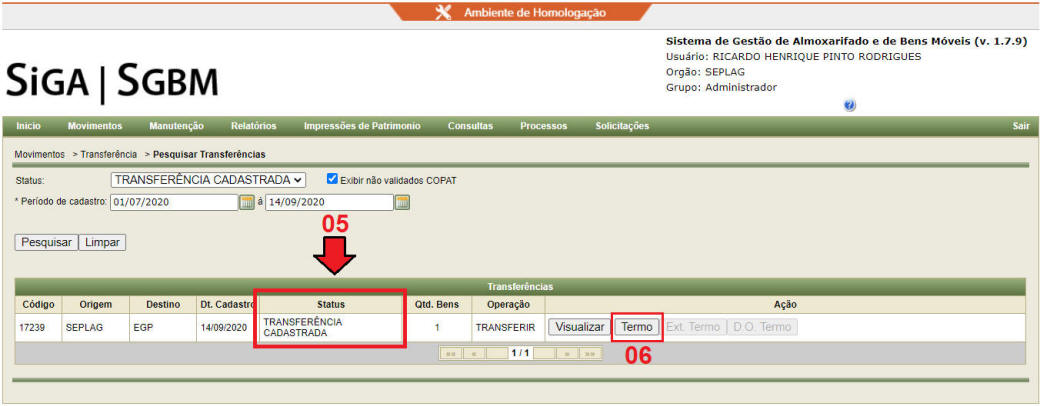 Ambiente de Homologação
Sistema de Gestão de Almoxarifado e de Bens Móveis (v. 1.7.9)
Usuário: RICARDO HENRIQUE PINTO RODRIGUES
Orgão: SEPLAG
Grupo: Administrador
SIGA | SGBM
Início Movimentos Manutenção Relatórios Impressões de Patrimonio Consultas Processos Solicitações Sair
Movimentos > Transferência > Pesquisar Transferências
Status: TRANSFERÊNCIA CADASTRADA Exibir não validados COPAT
* Período de cadastro: 01/07/2020 á 14/09/2020
05
Pesquisar Limpar
Transferências
Código Origem Destino Dt. Cadastro Status Qtd. Bens Operação Ação
17239 SEPLAG EGP 14/09/2020 TRANSFERÊNCIA CADASTRADA 1 TRANSFERIR Visualizar Termo Ext. Termo D.O. Termo
«« « 1 / 1 » »»
06